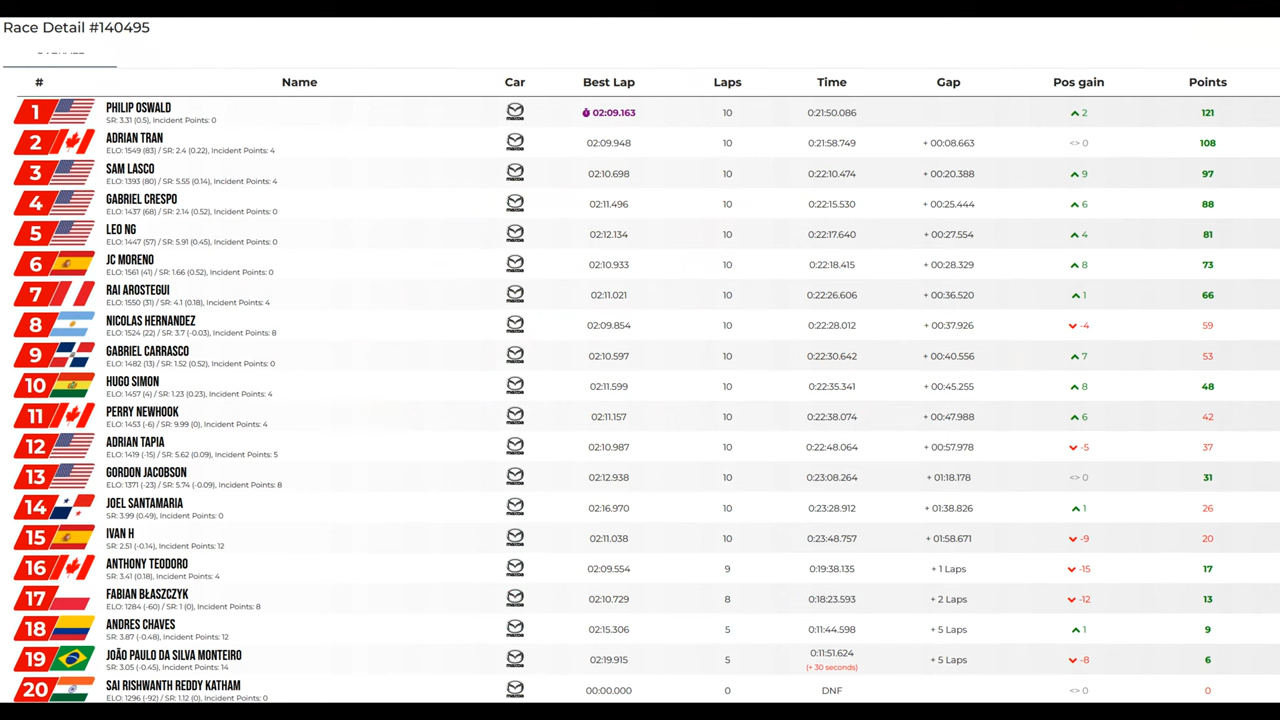 Race Detail #140495
# Name Car Best Lap Laps Time Gap Pos gain Points
1 PHILIP OSWALD 02:09.163 10 0:21:50.086 2 121
SR: 3.31 (0.5), Incident Points: 0
2 ADRIAN TRAN 02:09.948 10 0:21:58.749 + 00:08.663 <> 0 108
ELO: 1549 (83) / SR: 2.4 (0.22), Incident Points: 4
3 SAM LASCO 02:10.698 10 0:22:10.474 + 00:20.388 9 97
ELO: 1393 (80) / SR: 5.55 (0.14), Incident Points: 4
4 GABRIEL CRESPO 02:11.496 10 0:22:15.530 + 00:25.444 6 88
ELO: 1437 (68) / SR: 2.14 (0.52), Incident Points: 0
5 LEO NG 02:12.134 10 0:22:17.640 + 00:27.554 4 81
ELO: 1447 (57) / SR: 5.91 (0.45), Incident Points: 0
6 JC MORENO 02:10.933 10 0:22:18.415 + 00:28.329 8 73
ELO: 1561 (41) / SR: 1.66 (0.52), Incident Points: 0
7 RAI AROSTEGUI 02:11.021 10 0:22:26.606 + 00:36.520 1 66
ELO: 1550 (31) / SR: 4.1 (0.18), Incident Points: 4
8 NICOLAS HERNANDEZ 02:09.854 10 0:22:28.012 + 00:37.926 -4 59
ELO: 1524 (22) / SR: 3.7 (-0.03), Incident Points: 8
9 GABRIEL CARRASCO 02:10.597 10 0:22:30.642 + 00:40.556 7 53
ELO: 1482 (13) / SR: 1.52 (0.52), Incident Points: 0
10 HUGO SIMON 02:11.599 10 0:22:35.341 + 00:45.255 8 48
ELO: 1457 (4) / SR: 1.23 (0.23), Incident Points: 4
11 PERRY NEWHOOK 02:11.157 10 0:22:38.074 + 00:47.988 6 42
ELO: 1453 (-6) / SR: 9.99 (0), Incident Points: 4
12 ADRIAN TAPIA 02:10.987 10 0:22:48.064 + 00:57.978 -5 37
ELO: 1419 (-15) / SR: 5.62 (0.09), Incident Points: 5
13 GORDON JACOBSON 02:12.938 10 0:23:08.264 + 01:18.178 <> 0 31
ELO: 1371 (-23) / SR: 5.74 (-0.09), Incident Points: 8
14 JOEL SANTAMARIA 02:16.970 10 0:23:28.912 + 01:38.826 1 26
SR: 3.99 (0.49), Incident Points: 0
15 IVAN H 02:11.038 10 0:22:48.757 + 01:58.671 -9 20
SR: 2.51 (-0.14), Incident Points: 12
16 ANTHONY TEODORO 02:09.554 9 0:19:38.135 + 1 Laps -15 17
SR: 3.41 (0.18), Incident Points: 4
17 FABIAN BŁASZCZYK 02:10.729 8 0:18:23.593 + 2 Laps -12 13
ELO: 1284 (-60) / SR: 1 (0), Incident Points: 8
18 ANDRES CHAVES 02:15.306 5 0:11:44.598 + 5 Laps 1 9
SR: 3.87 (-0.48), Incident Points: 12
19 JOÃO PAULO DA SILVA MONTEIRO 02:19.915 5 0:11:51.624 + 5 Laps -8 6
SR: 3.05 (-0.45), Incident Points: 14 (+ 30 seconds)
20 SAI RISHWANTH REDDY KATHAM 00:00.000 0 DNF <> 0 0
ELO: 1296 (-92) / SR: 1.12 (0), Incident Points: 0